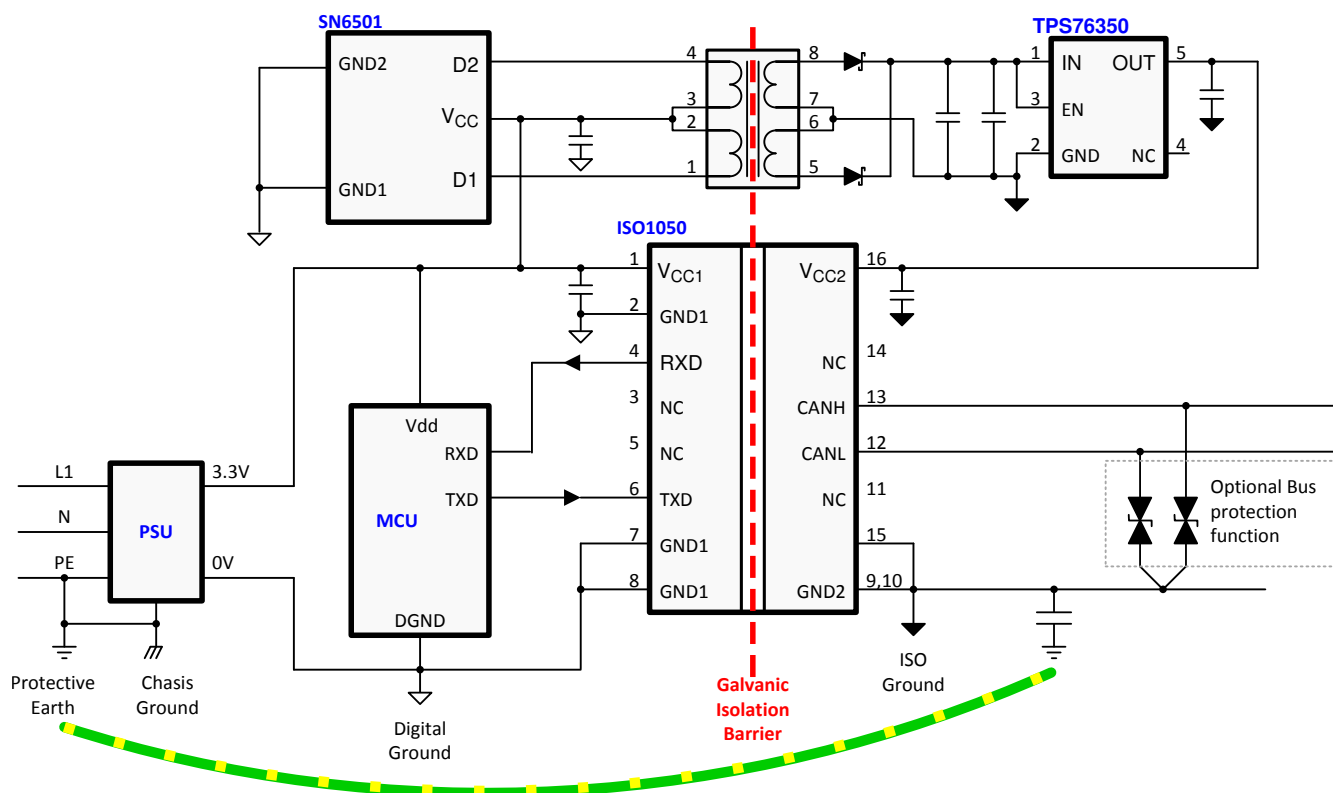 SN6501
GND2
D2
VCC
GND1
D1
4
3
2
1
8
7
6
5
TPS76350
1
IN
OUT
5
3
EN
2
GND
NC
4
ISO1050
1
VCC1
2
GND1
4
RXD
3
NC
5
NC
6
TXD
7
GND1
8
GND1
VCC2
16
NC
14
CANH
13
CANL
12
NC
11
15
GND2
9,10
Vdd
RXD
TXD
MCU
DGND
L1
N
PE
PSU
3.3V
0V
Optional Bus
protection
function
Protective
Earth
Chasis
Ground
Digital
Ground
Galvanic
Isolation
Barrier
ISO
Ground